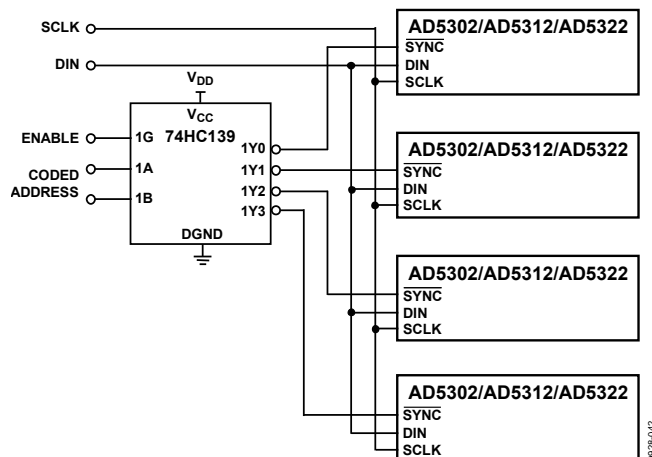 SCLK
DIN
VDD
VCC
74HC139
ENABLE
1G
CODED
ADDRESS
1A
1B
1Y0
1Y1
1Y2
1Y3
DGND
AD5302/AD5312/AD5322
SYNC
DIN
SCLK
AD5302/AD5312/AD5322
SYNC
DIN
SCLK
AD5302/AD5312/AD5322
SYNC
DIN
SCLK
AD5302/AD5312/AD5322
SYNC
DIN
SCLK